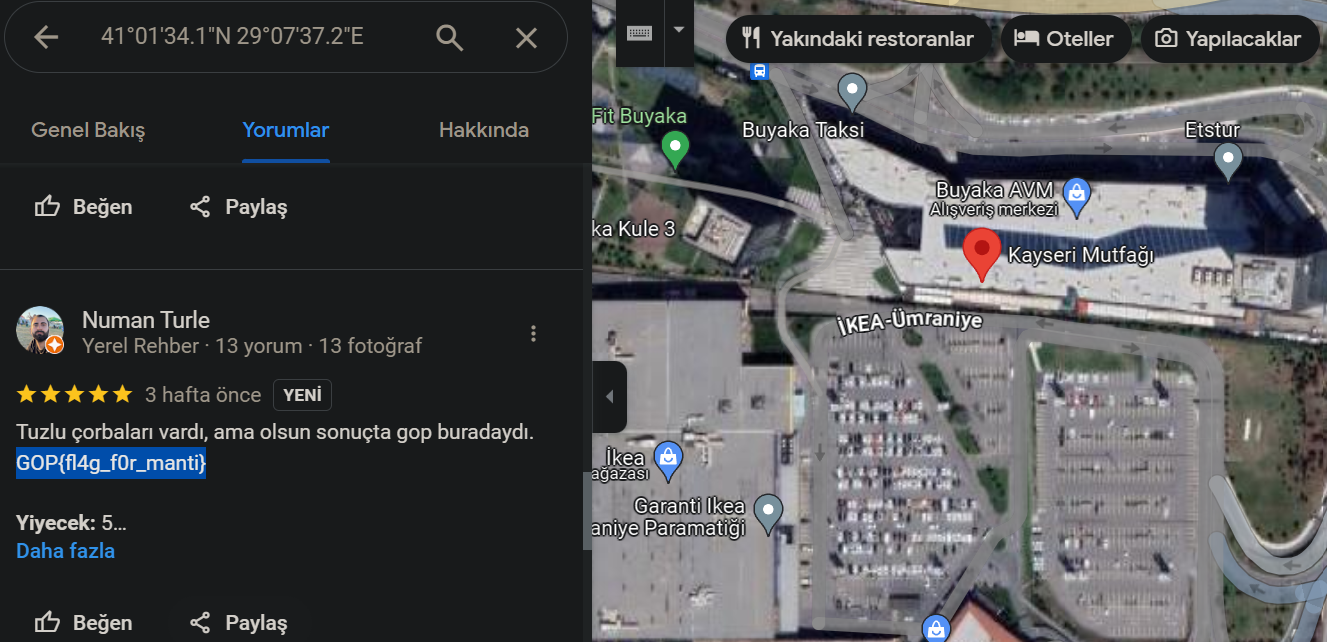 41°01'34.1"N 29°07'37.2"E
Genel Bakış
Yorumlar
Hakkında
Beğen
Paylaş
Numan Turle
Yerel Rehber · 13 yorum · 13 fotoğraf
3 hafta önce
YENİ
Tuzlu çorbaları vardı, ama olsun sonuçta gop buradaydı.
GOP{fl4g_f0r_manti}
Yiyecek: 5…
Daha fazla
Beğen
Paylaş
Yakındaki restoranlar
Oteller
Yapılacaklar
Fit Buyaka
Buyaka Taksi
Etstur
Buyaka AVM
Alışveriş merkezi
ka Kule 3
Kayseri Mutfağı
İKEA-Ümraniye
İkea
ağazası
Garanti Ikea
aniye Paramatiği